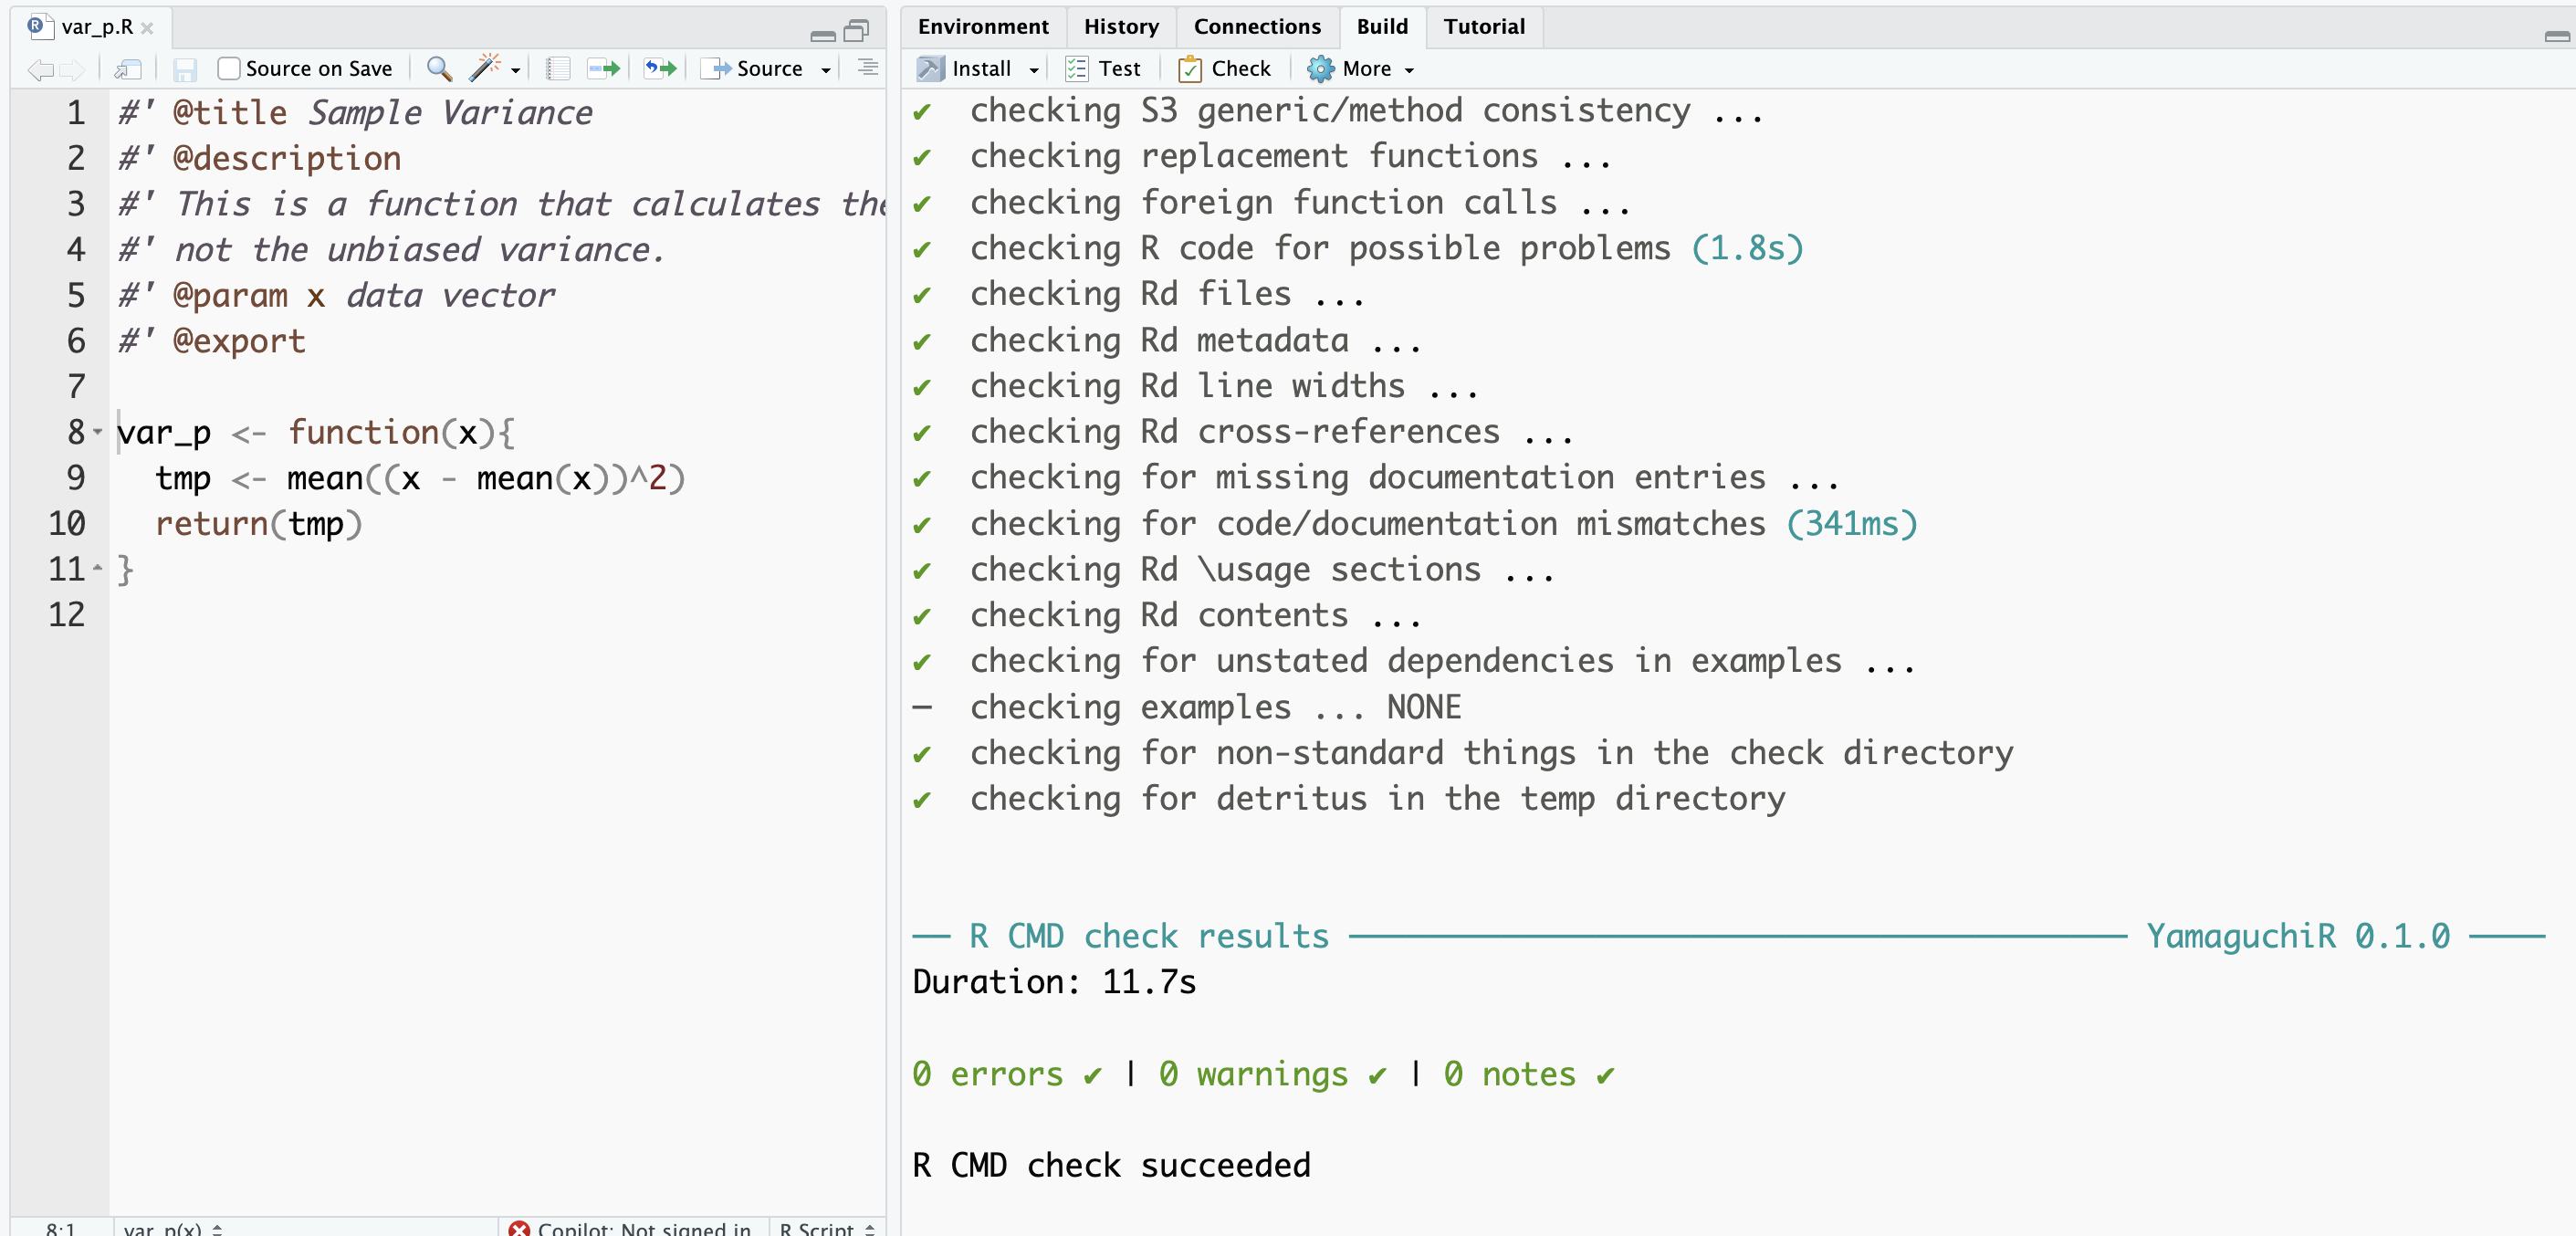 var_p.R
Source on Save
Source
1 #' @title Sample Variance
2 #' @description
3 #' This is a function that calculates the
4 #' not the unbiased variance.
5 #' @param x data vector
6 #' @export
7
8 var_p <- function(x){
9 tmp <- mean((x - mean(x))^2)
10 return(tmp)
11 }
12
8:1 var_p(x) Copilot: Not signed in R Script
Environment History Connections Build Tutorial
Install Test Check More
✔ checking S3 generic/method consistency ...
✔ checking replacement functions ...
✔ checking foreign function calls ...
✔ checking R code for possible problems (1.8s)
✔ checking Rd files ...
✔ checking Rd metadata ...
✔ checking Rd line widths ...
✔ checking Rd cross-references ...
✔ checking for missing documentation entries ...
✔ checking for code/documentation mismatches (341ms)
✔ checking Rd \usage sections ...
✔ checking Rd contents ...
✔ checking for unstated dependencies in examples ...
─ checking examples ... NONE
✔ checking for non-standard things in the check directory
✔ checking for detritus in the temp directory
── R CMD check results ── YamaguchiR 0.1.0 ──
Duration: 11.7s
0 errors ✔ | 0 warnings ✔ | 0 notes ✔
R CMD check succeeded